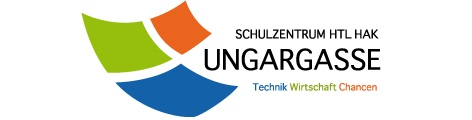 SCHULZENTRUM HTL HAK
UNGARGASSE
Technik Wirtschaft Chancen